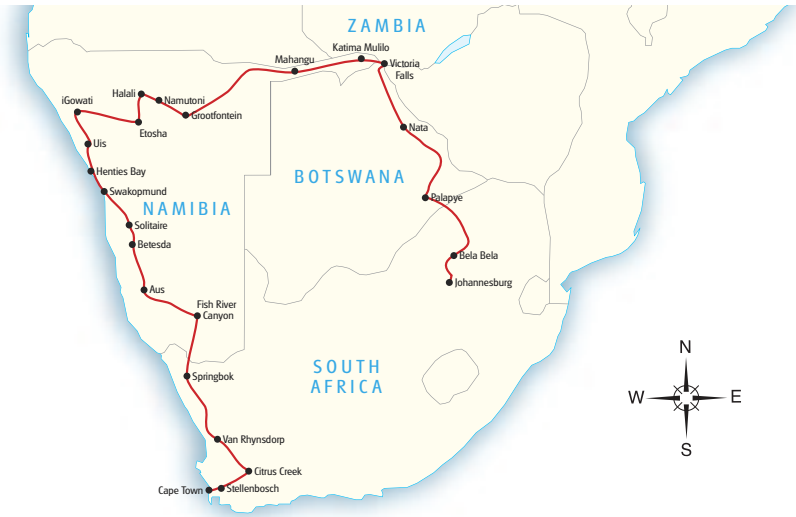 ZAMBIA
Katima Mulilo
Mahangu
Victoria
Falls
Halali
Namutoni
iGowati
Grootfontein
Etosha
Nata
Uis
Henties Bay
BOTSWANA
Swakopmund
Palapye
NAMIBIA
Solitaire
Betesda
Bela Bela
Johannesburg
Aus
Fish River
Canyon
N
SOUTH
AFRICA
Springbok
W
E
S
Van Rhynsdorp
Citrus Creek
Cape Town
Stellenbosch